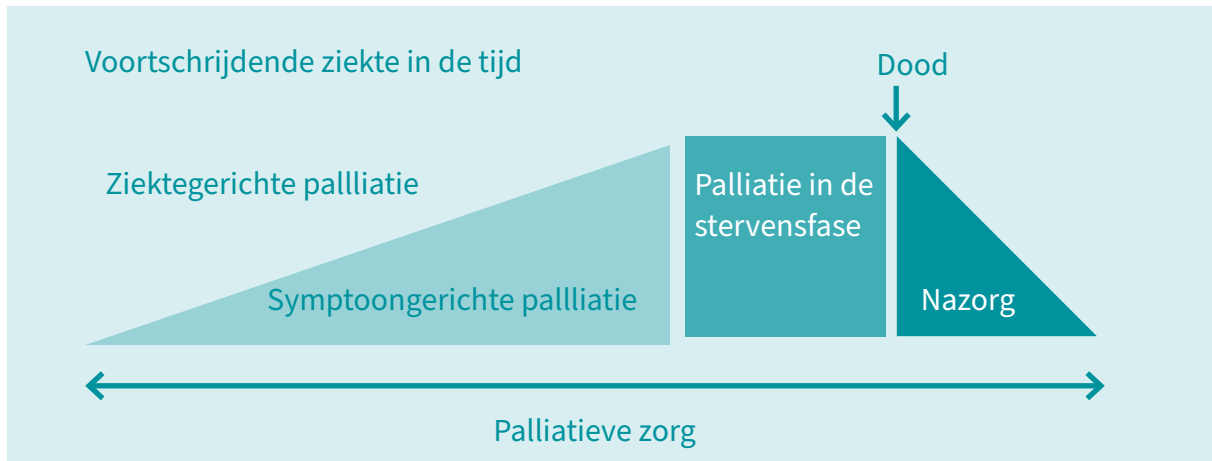 Voortschrijdende ziekte in de tijd
Dood
Ziektegerichte pallliatie
Palliatie in de
stervensfase
Symptoongerichte pallliatie
Nazorg
Palliatieve zorg